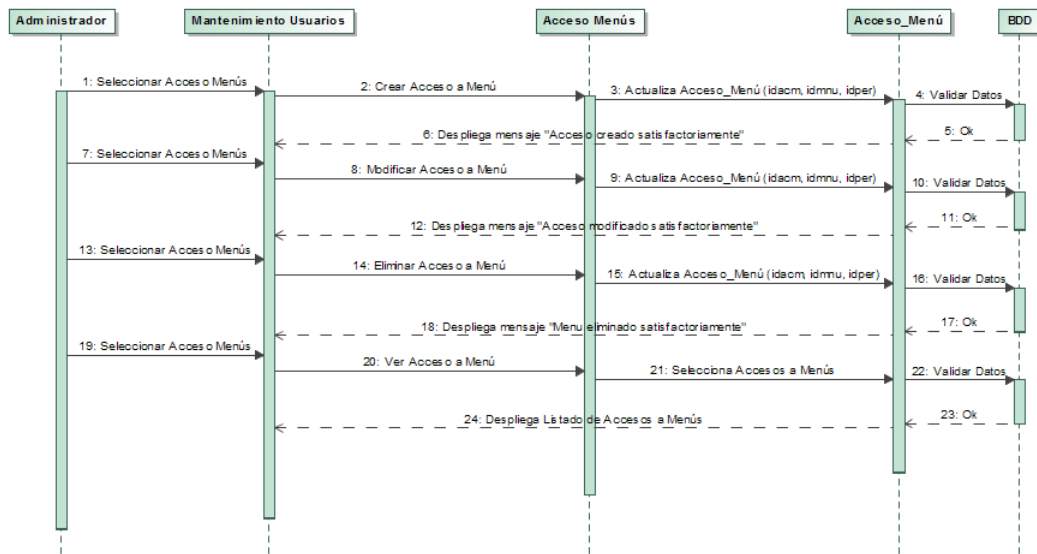 Administrador
Mantenimiento Usuarios
Acceso Menús
Acceso_Menú
BDD
1: Seleccionar Acceso Menús
2: Crear Acceso a Menú
3: Actualiza Acceso_Menú (idacm, idmnu, idper)
4: Validar Datos
5: Ok
6: Despliega mensaje "Acceso creado satisfactoriamente"
7: Seleccionar Acceso Menús
8: Modificar Acceso a Menú
9: Actualiza Acceso_Menú (idacm, idmnu, idper)
10: Validar Datos
11: Ok
12: Despliega mensaje "Acceso modificado satisfactoriamente"
13: Seleccionar Acceso Menús
14: Eliminar Acceso a Menú
15: Actualiza Acceso_Menú (idacm, idmnu, idper)
16: Validar Datos
17: Ok
18: Despliega mensaje "Menu eliminado satisfactoriamente"
19: Seleccionar Acceso Menús
20: Ver Acceso a Menú
21: Selecciona Accesos a Menús
22: Validar Datos
23: Ok
24: Despliega Listado de Accesos a Menús